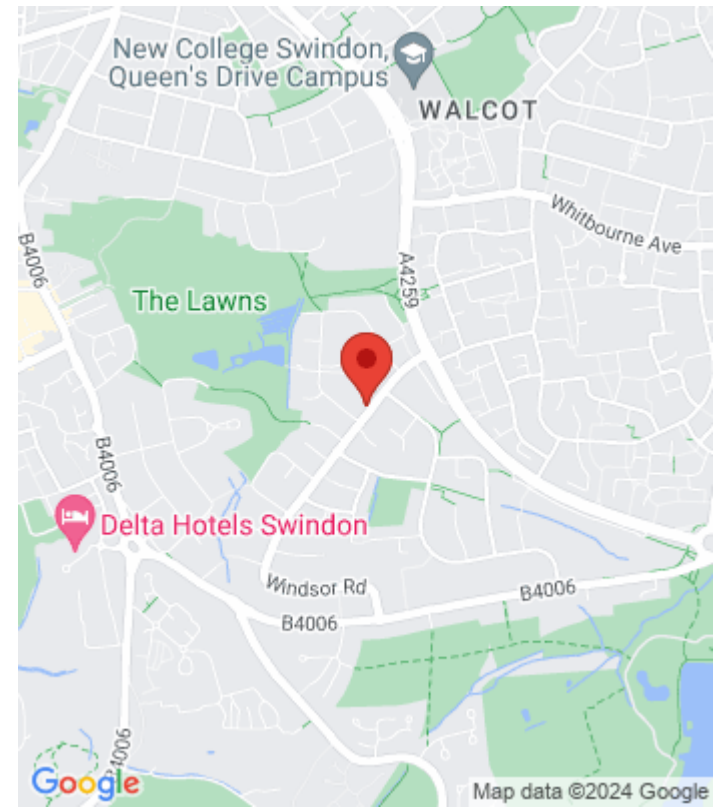 New College Swindon,
Queen's Drive Campus
WALCOT
Whitbourne Ave
B4006
A4259
The Lawns
B4006
Delta Hotels Swindon
Windsor Rd
B4006
B4006
B4006
Google
Map data ©2024 Google